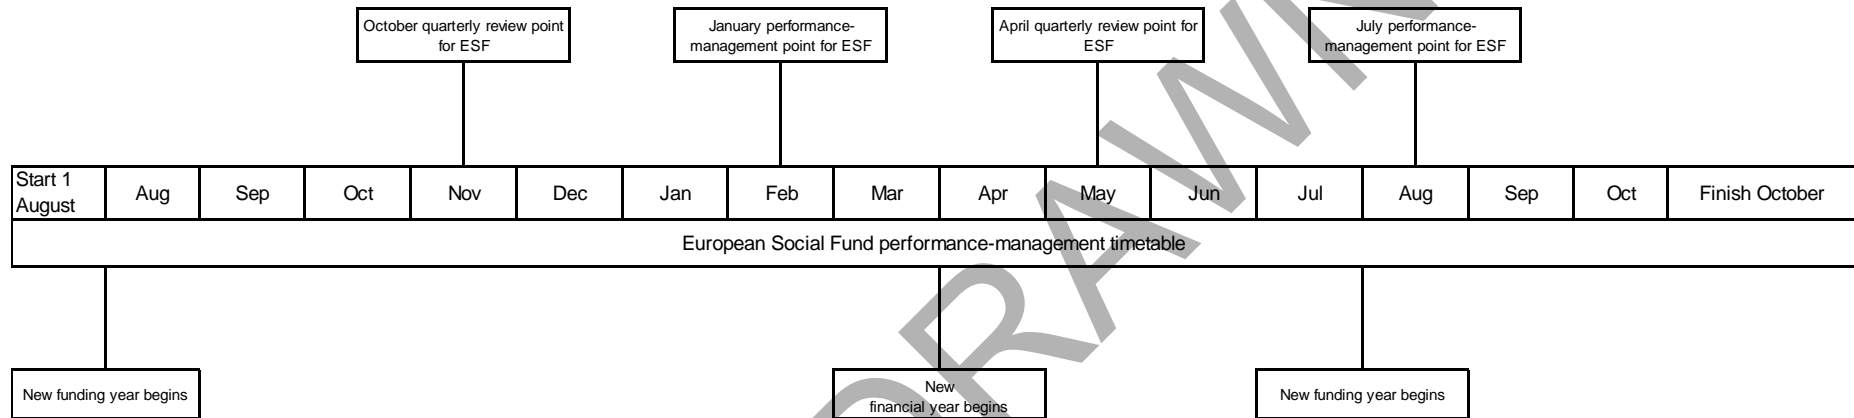 October quarterly review point
for ESF
January performance-
management point for ESF
April quarterly review point for
ESF
July performance-
management point for ESF
Start 1
August
Aug
Sep
Oct
Nov
Dec
Jan
Feb
Mar
Apr
May
Jun
Jul
Aug
Sep
Oct
Finish October
European Social Fund performance-management timetable
New funding year begins
New
financial year begins
New funding year begins
DRAWN